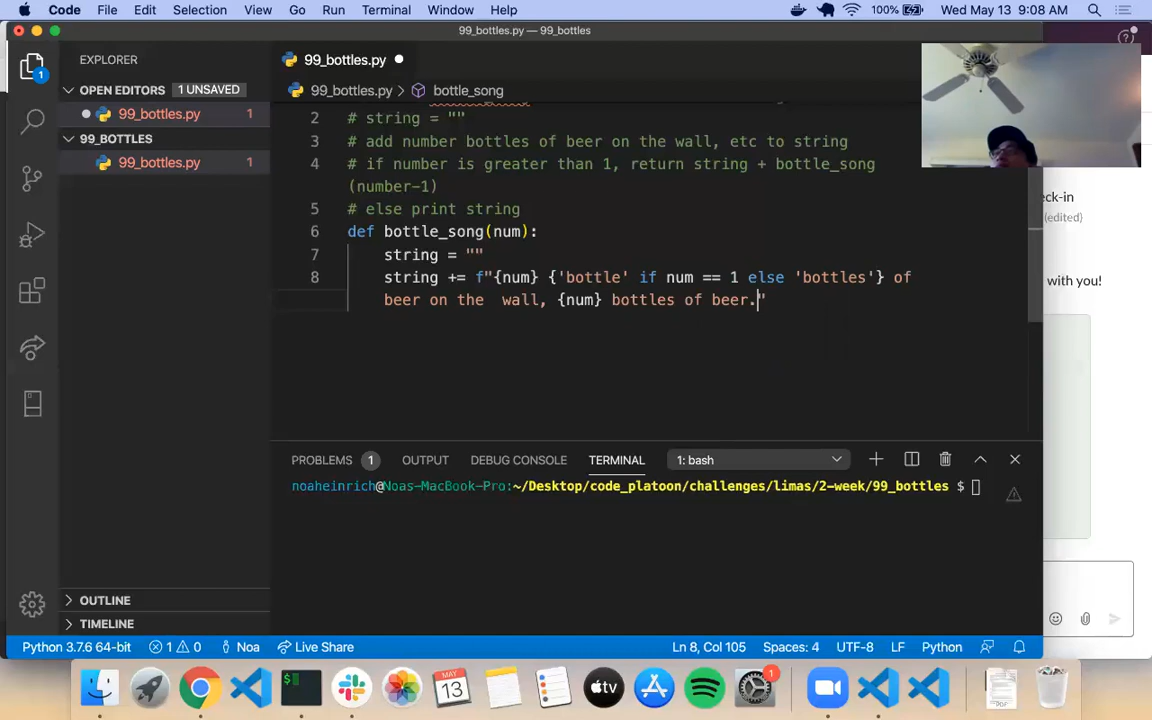 Code File Edit Selection View Go Run Terminal Window Help 100% Wed May 13 9:08 AM
99_bottles.py — 99_bottles
EXPLORER
99_bottles.py
OPEN EDITORS 1 UNSAVED
99_bottles.py > bottle_song
99_bottles.py 1
99_BOTTLES
99_bottles.py 1
1
2 # string = ""
3 # add number bottles of beer on the wall, etc to string
4 # if number is greater than 1, return string + bottle_song
(number-1)
5 # else print string
6 def bottle_song(num):
7 string = ""
8 string += f"{num} {'bottle' if num == 1 else 'bottles'} of
beer on the  wall, {num} bottles of beer."
eck-in
(edited)
with you!
PROBLEMS 1 OUTPUT DEBUG CONSOLE TERMINAL 1: bash
noaheinrich@Noas-MacBook-Pro:~/Desktop/code_platoon/challenges/limas/2-week/99_bottles $
OUTLINE
TIMELINE
Python 3.7.6 64-bit 1 0 Noa Live Share Ln 8, Col 105 Spaces: 4 UTF-8 LF Python
MAY
13
tv
1
PDF